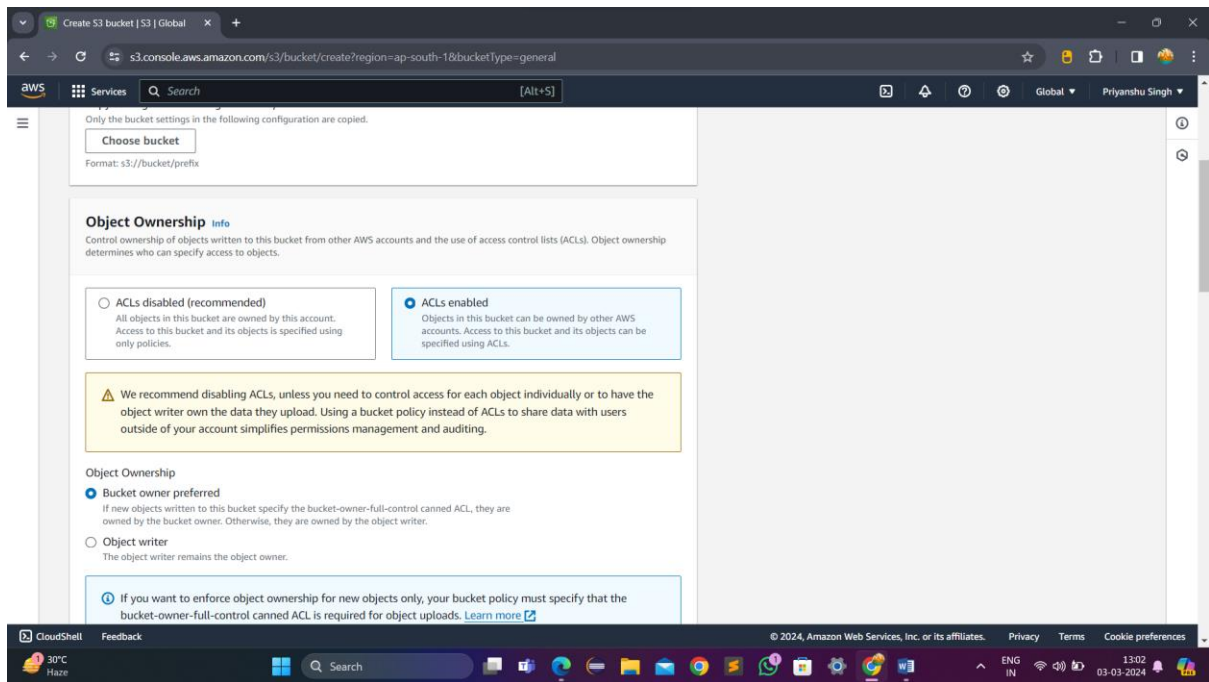 Create S3 bucket | S3 | Global
s3.console.aws.amazon.com/s3/bucket/create?region=ap-south-1&bucketType=general
aws
Services
Search
[Alt+S]
Global
Priyanshu Singh
Only the bucket settings in the following configuration are copied.
Choose bucket
Format: s3://bucket/prefix
Object Ownership Info
Control ownership of objects written to this bucket from other AWS accounts and the use of access control lists (ACLs). Object ownership
determines who can specify access to objects.
ACLs disabled (recommended)
All objects in this bucket are owned by this account.
Access to this bucket and its objects is specified using
only policies.
ACLs enabled
Objects in this bucket can be owned by other AWS
accounts. Access to this bucket and its objects can be
specified using ACLs.
We recommend disabling ACLs, unless you need to control access for each object individually or to have the
object writer own the data they upload. Using a bucket policy instead of ACLs to share data with users
outside of your account simplifies permissions management and auditing.
Object Ownership
Bucket owner preferred
If new objects written to this bucket specify the bucket-owner-full-control canned ACL, they are
owned by the bucket owner. Otherwise, they are owned by the object writer.
Object writer
The object writer remains the object owner.
If you want to enforce object ownership for new objects only, your bucket policy must specify that the
bucket-owner-full-control canned ACL is required for object uploads. Learn more
CloudShell
Feedback
© 2024, Amazon Web Services, Inc. or its affiliates.
Privacy
Terms
Cookie preferences
1
30°C
Haze
Search
ENG
IN
13:02
03-03-2024